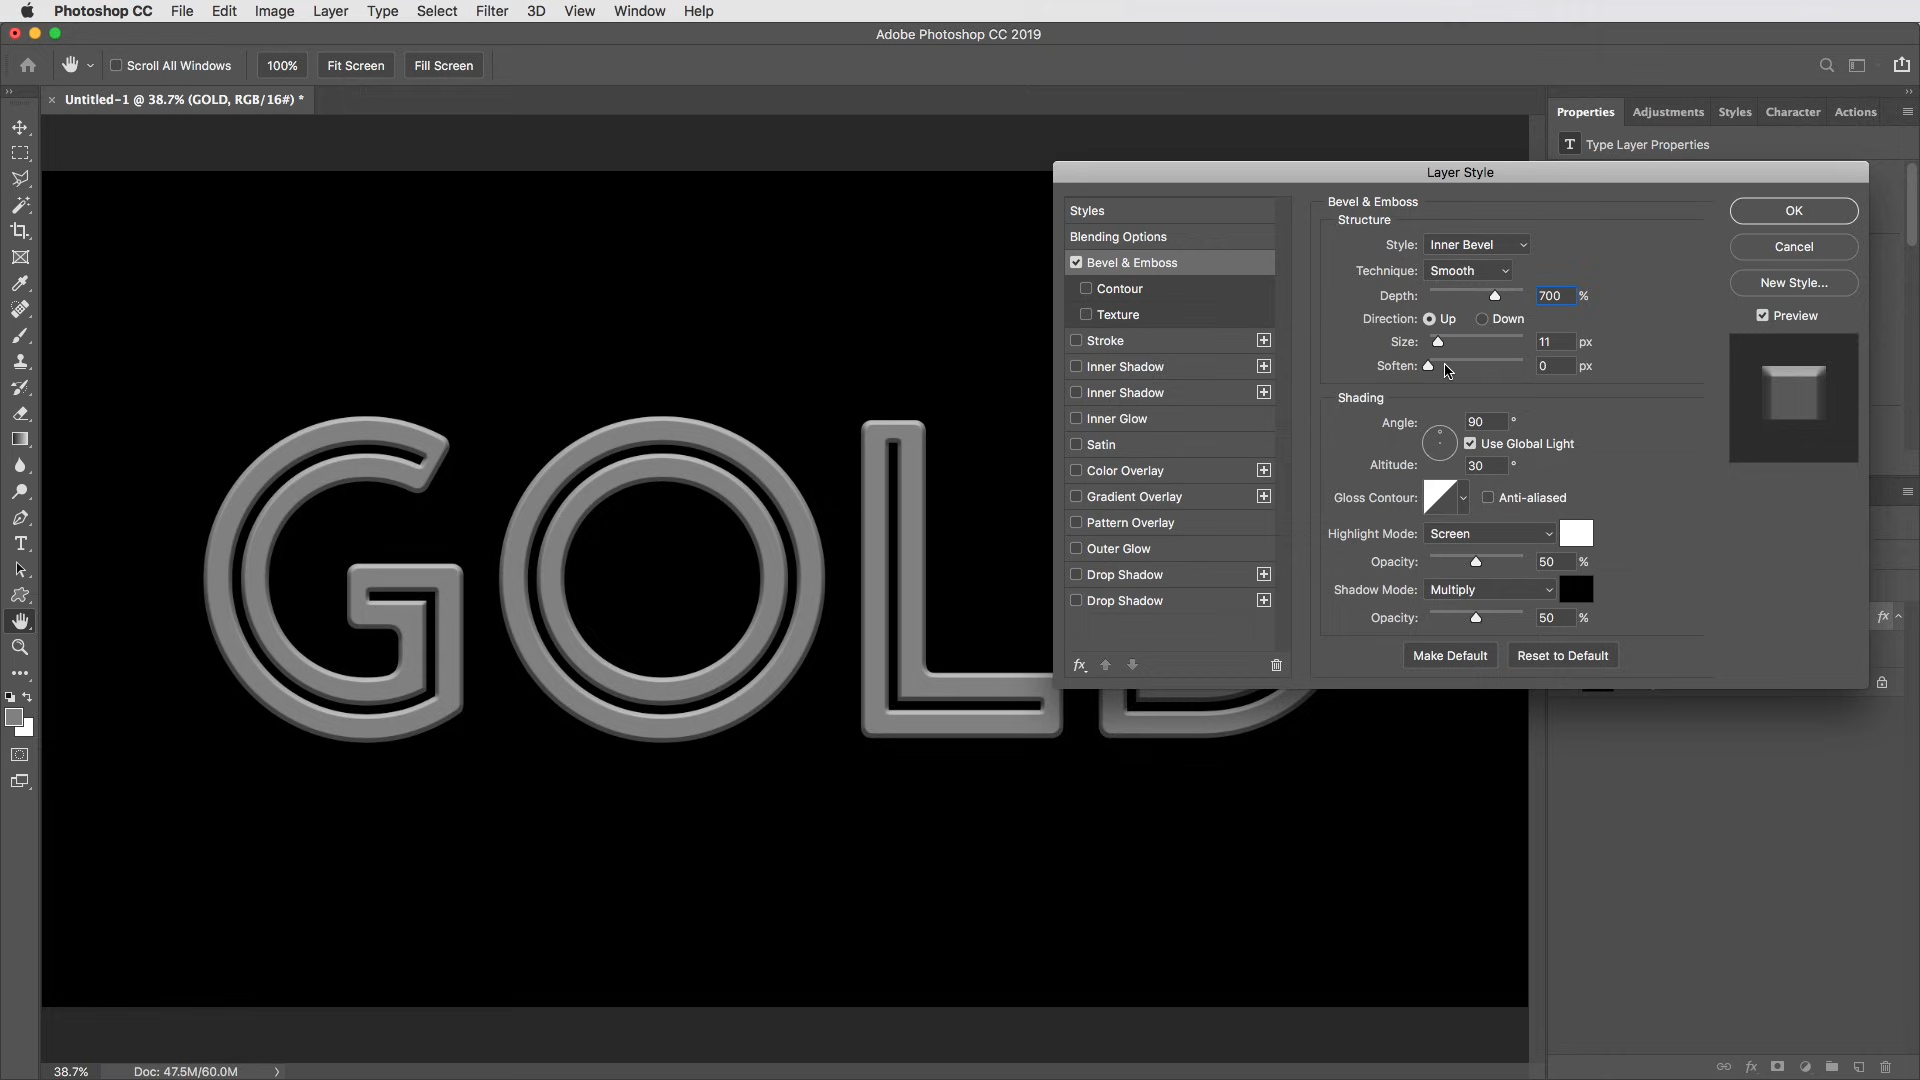 Photoshop CC File Edit Image Layer Type Select Filter 3D View Window Help
Adobe Photoshop CC 2019
Scroll All Windows 100% Fit Screen Fill Screen
Untitled-1 @ 38.7% (GOLD, RGB/16#) *
Properties Adjustments Styles Character Actions
T Type Layer Properties
Layer Style
Styles
Blending Options
Bevel & Emboss
Contour
Texture
Stroke
Inner Shadow
Inner Shadow
Inner Glow
Satin
Color Overlay
Gradient Overlay
Pattern Overlay
Outer Glow
Drop Shadow
Drop Shadow
fx
Bevel & Emboss
Structure
Style: Inner Bevel
Technique: Smooth
Depth: 700 %
Direction: Up Down
Size: 11 px
Soften: 0 px
Shading
Angle: 90 °
Use Global Light
Altitude: 30 °
Gloss Contour: Anti-aliased
Highlight Mode: Screen
Opacity: 50 %
Shadow Mode: Multiply
Opacity: 50 %
Make Default Reset to Default
OK
Cancel
New Style...
Preview
GOLD
fx
38.7% Doc: 47.5M/60.0M
fx